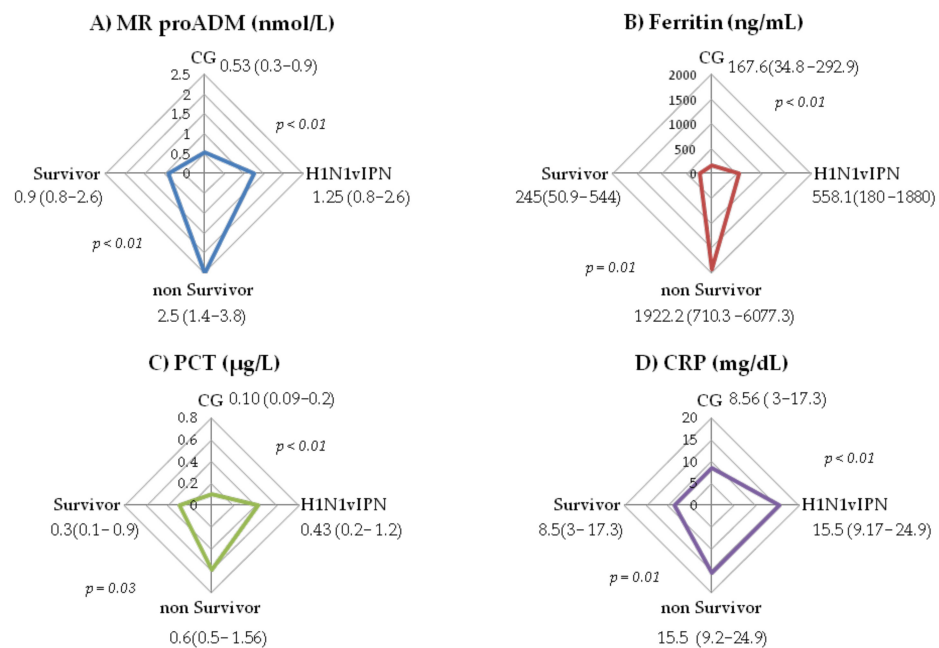 A) MR proADM (nmol/L)
CG 0.53 (0.3–0.9)
2.5
2
1.5
1
0.5
0
p < 0.01
Survivor
0.9 (0.8–2.6)
H1N1vIPN
1.25 (0.8–2.6)
p < 0.01
non Survivor
2.5 (1.4–3.8)
B) Ferritin (ng/mL)
CG 167.6(34.8–292.9)
2000
1500
1000
500
0
p < 0.01
Survivor
245(50.9–544)
H1N1vIPN
558.1(180–1880)
p = 0.01
non Survivor
1922.2 (710.3–6077.3)
C) PCT (µg/L)
CG 0.10 (0.09–0.2)
0.8
0.6
0.4
0.2
0
p < 0.01
Survivor
0.3(0.1– 0.9)
H1N1vIPN
0.43 (0.2– 1.2)
p = 0.03
non Survivor
0.6(0.5– 1.56)
D) CRP (mg/dL)
CG 8.56 ( 3–17.3)
20
15
10
5
0
p < 0.01
Survivor
8.5(3– 17.3)
H1N1vIPN
15.5 (9.17–24.9)
p = 0.01
non Survivor
15.5 (9.2–24.9)